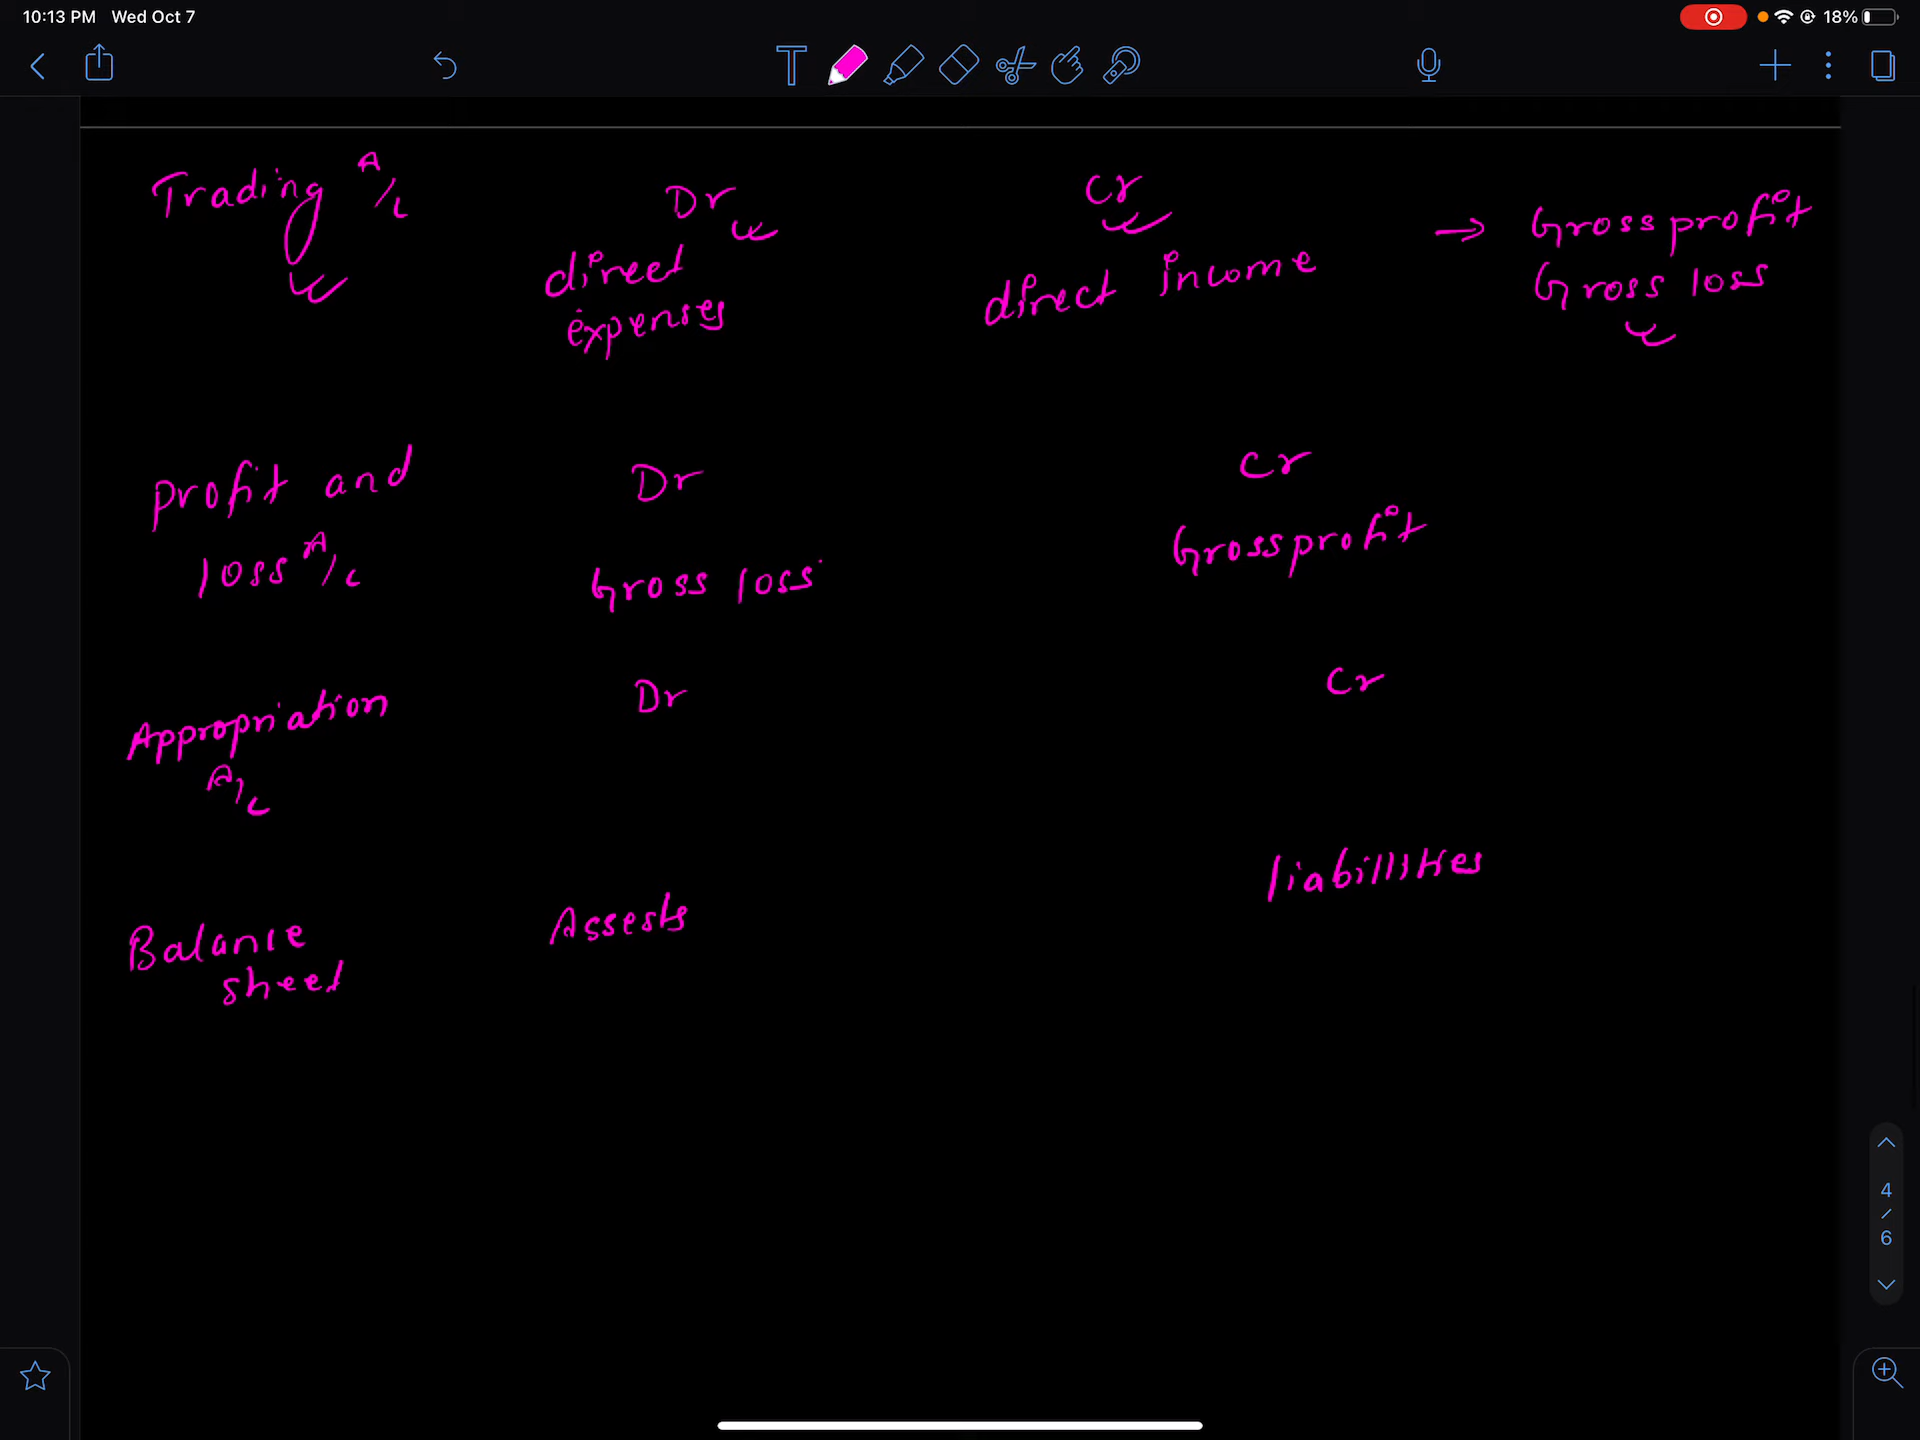 10:13 PM Wed Oct 7
18%
Trading A/c Dr Cr
direct expenses
direct income
→ Gross profit
Gross loss
profit and loss A/c
Dr Cr
Gross loss Gross profit
Appropriation A/c
Dr Cr
Balance sheet
Assests liabillities
4
/
6